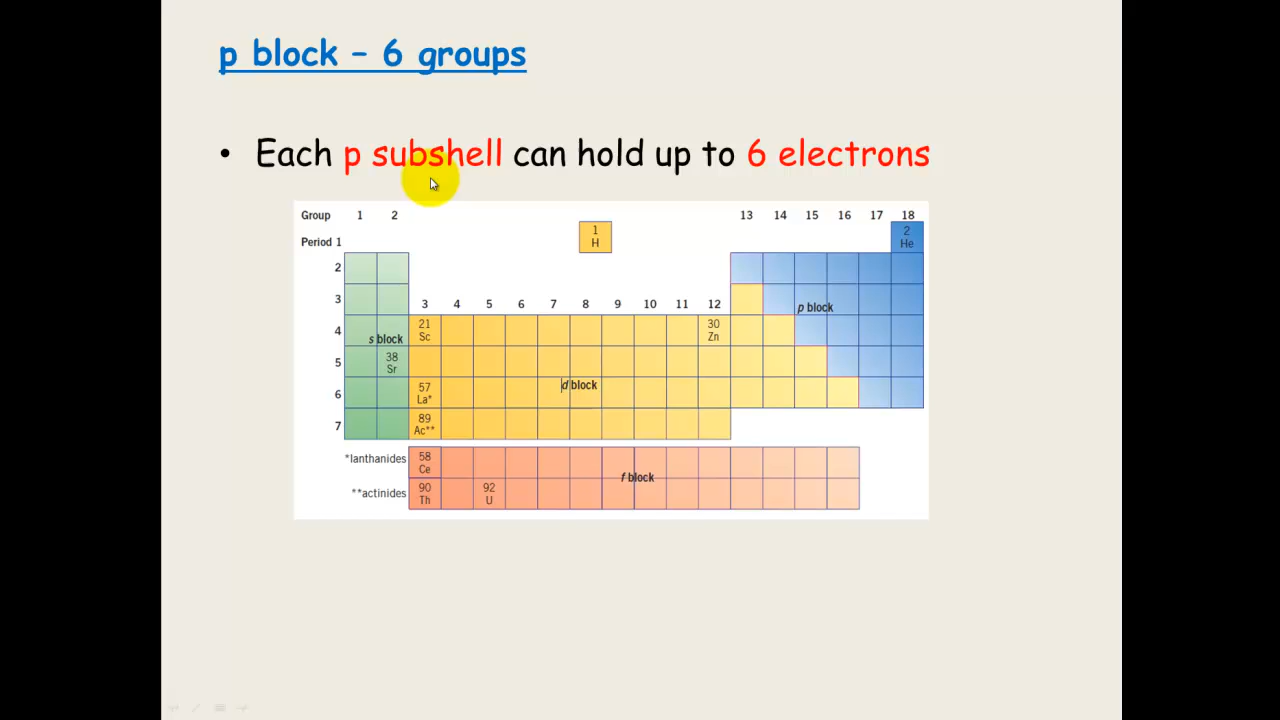 p block – 6 groups
• Each p subshell can hold up to 6 electrons
Group 1 2 13 14 15 16 17 18
Period 1
1
H
2
He
2
3
3 4 5 6 7 8 9 10 11 12
p block
4
21
Sc
30
Zn
s block
5
38
Sr
6
57
La*
d block
7
89
Ac**
*lanthanides
58
Ce
f block
**actinides
90
Th
92
U